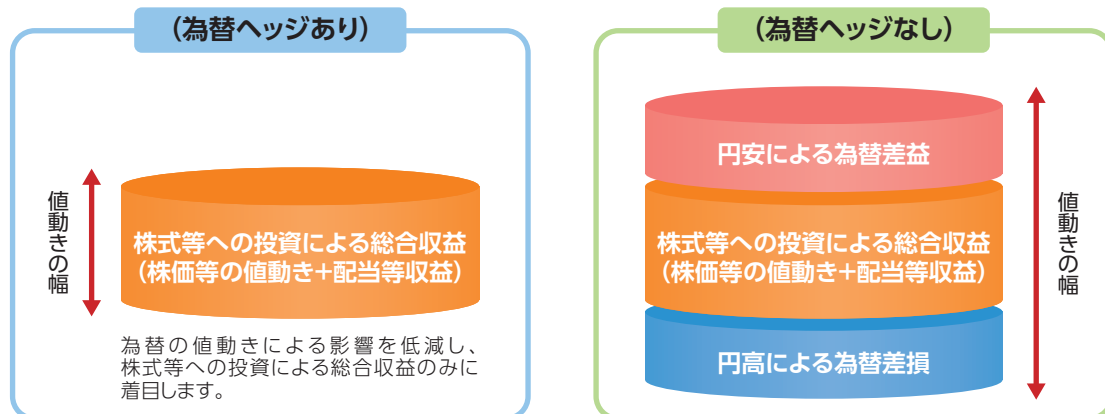 （為替ヘッジあり）
値動きの幅
株式等への投資による総合収益
（株価等の値動き＋配当等収益）
為替の値動きによる影響を低減し、
株式等への投資による総合収益のみに
着目します。
（為替ヘッジなし）
円安による為替差益
株式等への投資による総合収益
（株価等の値動き＋配当等収益）
円高による為替差損
値動きの幅